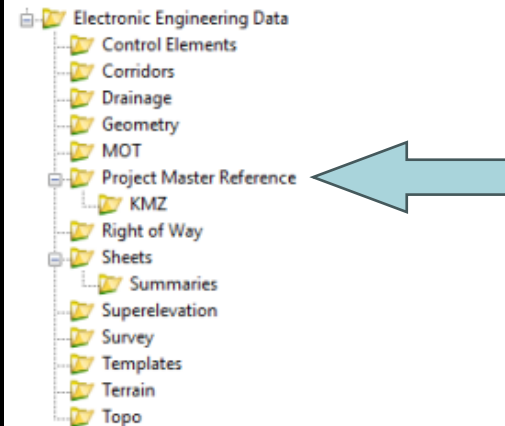 Electronic Engineering Data
Control Elements
Corridors
Drainage
Geometry
MOT
Project Master Reference
KMZ
Right of Way
Sheets
Summaries
Superelevation
Survey
Templates
Terrain
Topo